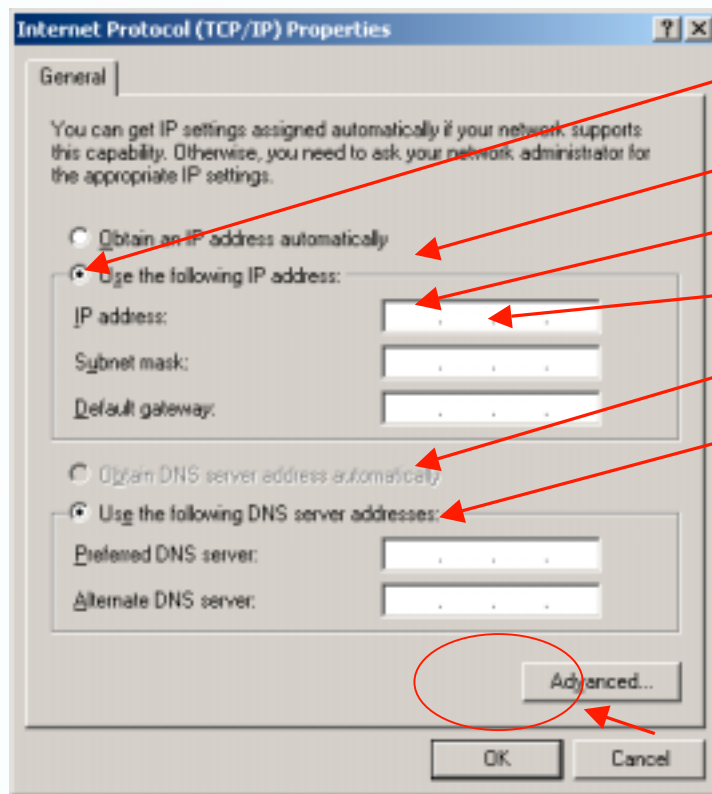 Internet Protocol (TCP/IP) Properties
General
You can get IP settings assigned automatically if your network supports
this capability. Otherwise, you need to ask your network administrator for
the appropriate IP settings.
Obtain an IP address automatically
Use the following IP address:
IP address:
Subnet mask:
Default gateway:
Obtain DNS server address automatically
Use the following DNS server addresses:
Preferred DNS server:
Alternate DNS server:
Advanced...
OK
Cancel